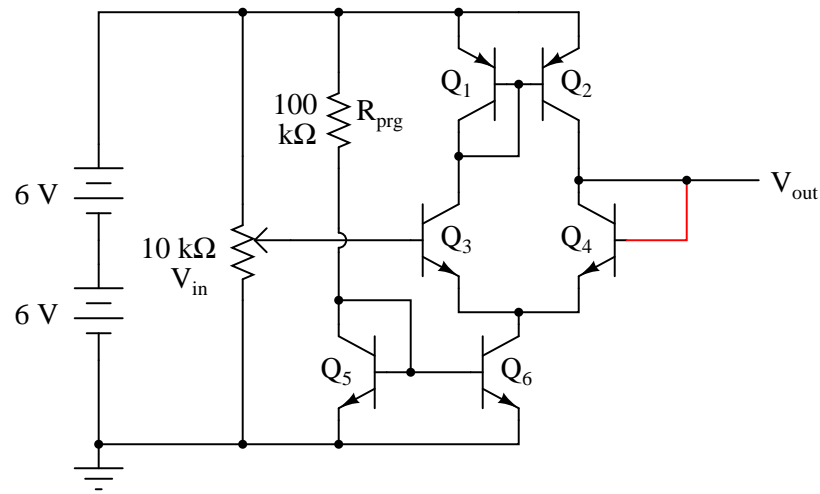 6 V
6 V
10 kΩ
V_in
100
kΩ
R_prg
Q_1
Q_2
Q_3
Q_4
V_out
Q_5
Q_6